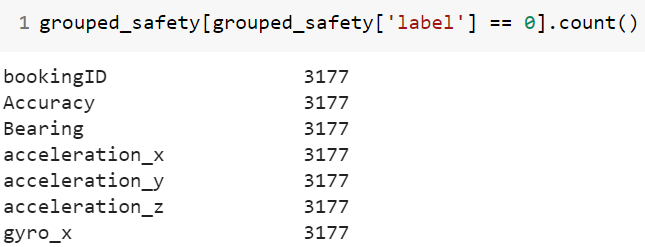 1 grouped_safety[grouped_safety['label'] == 0].count()
bookingID 3177
Accuracy 3177
Bearing 3177
acceleration_x 3177
acceleration_y 3177
acceleration_z 3177
gyro_x 3177